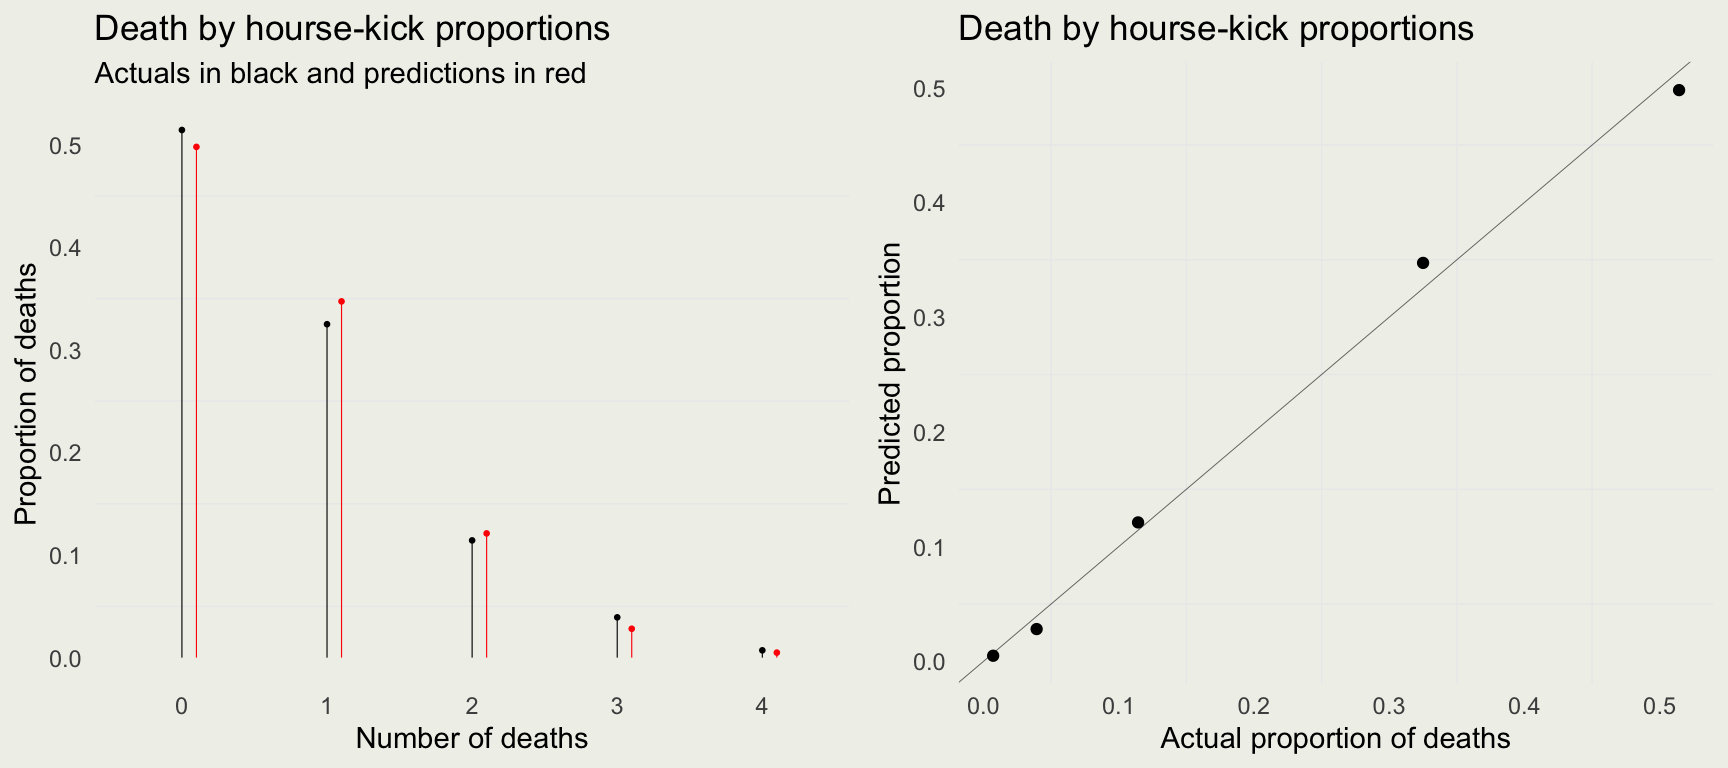 Death by hourse-kick proportions
Actuals in black and predictions in red
Proportion of deaths
0.5
0.4
0.3
0.2
0.1
0.0
0 1 2 3 4
Number of deaths
Death by hourse-kick proportions
Predicted proportion
0.5
0.4
0.3
0.2
0.1
0.0
0.0 0.1 0.2 0.3 0.4 0.5
Actual proportion of deaths